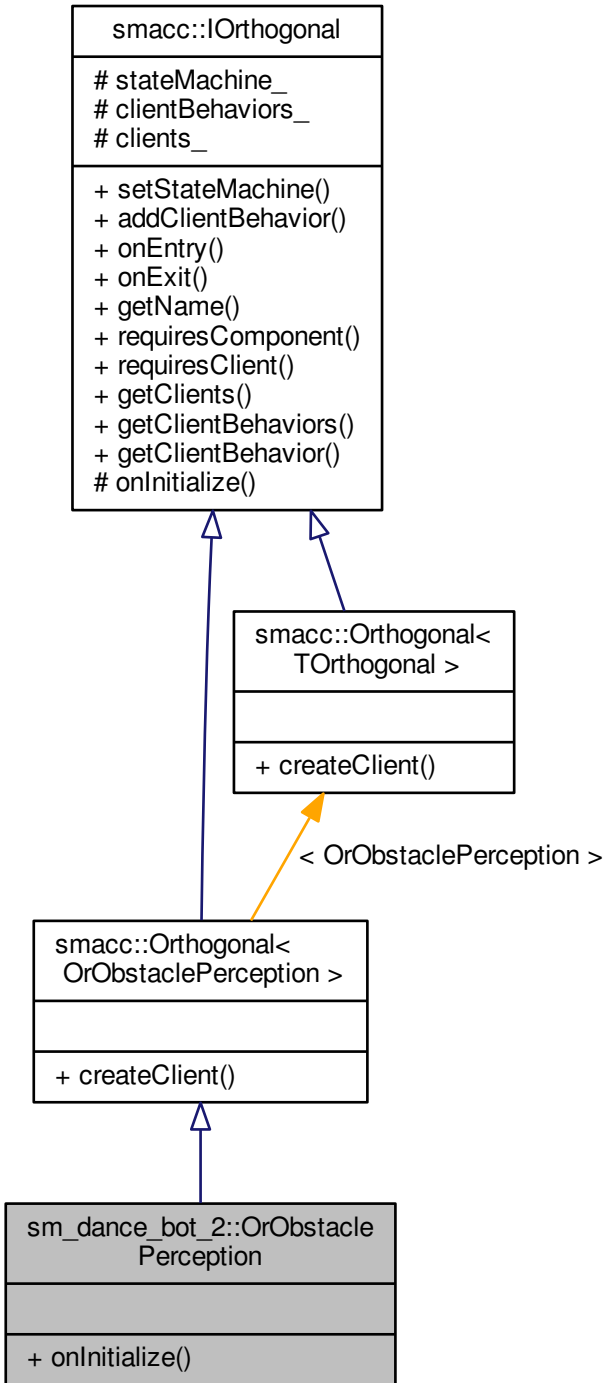 smacc::IOrthogonal
# stateMachine_
# clientBehaviors_
# clients_
+ setStateMachine()
+ addClientBehavior()
+ onEntry()
+ onExit()
+ getName()
+ requiresComponent()
+ requiresClient()
+ getClients()
+ getClientBehaviors()
+ getClientBehavior()
# onInitialize()
smacc::Orthogonal<
TOrthogonal >
+ createClient()
< OrObstaclePerception >
smacc::Orthogonal<
OrObstaclePerception >
+ createClient()
sm_dance_bot_2::OrObstacle
Perception
+ onInitialize()